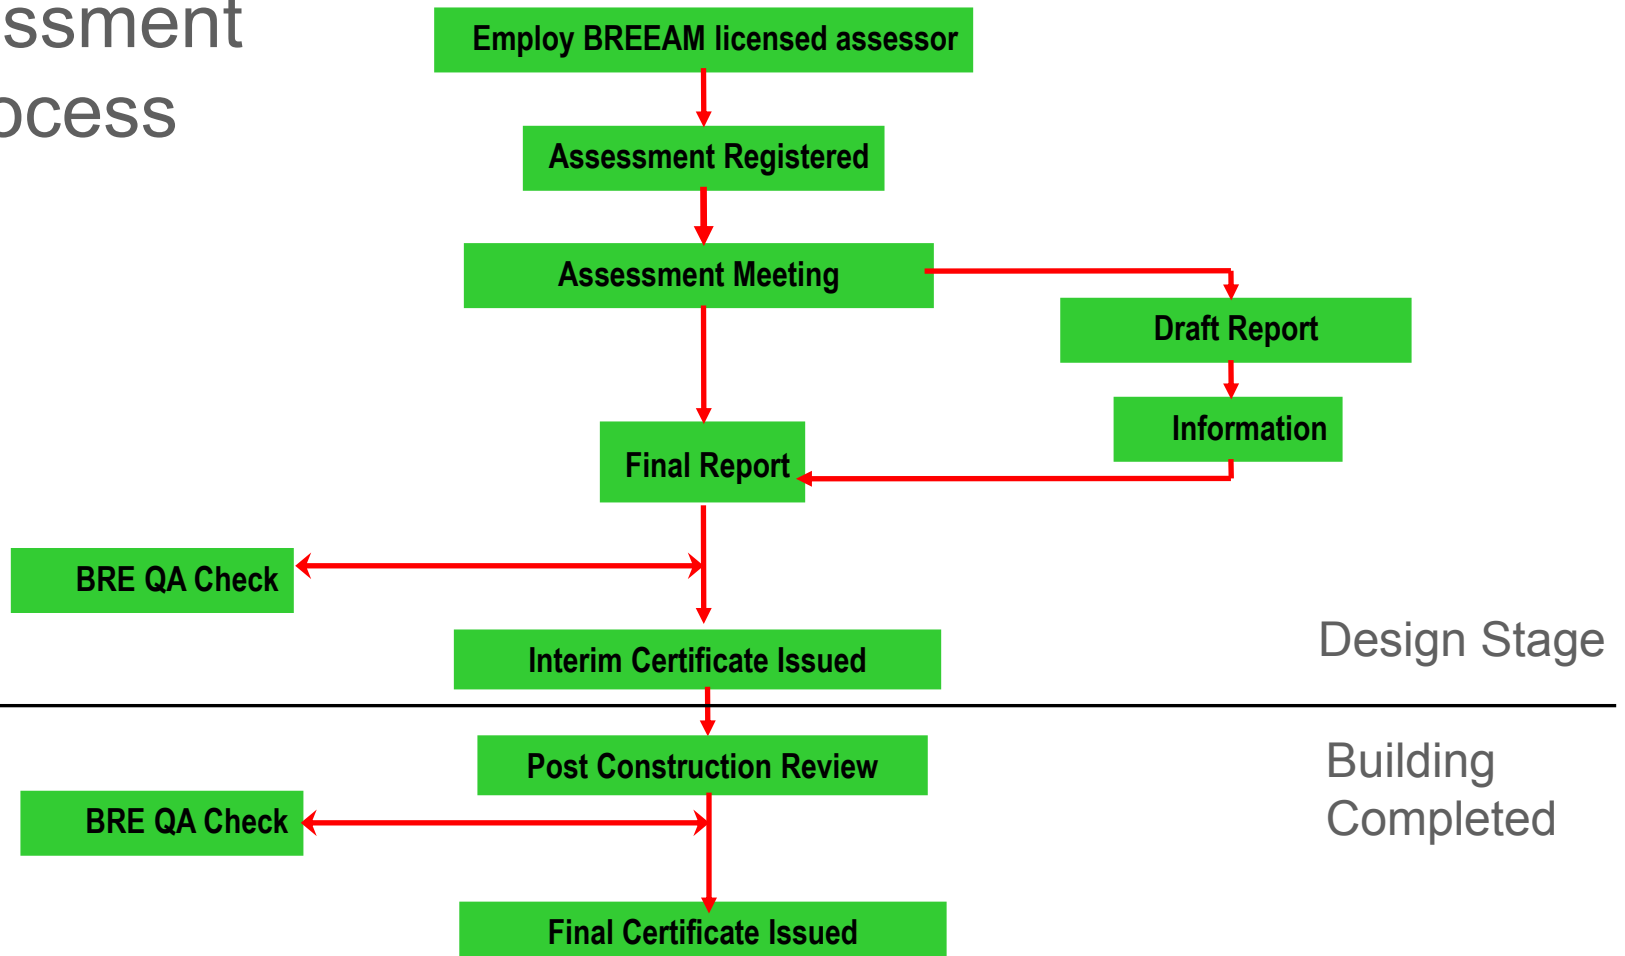 ssment
ocess
Employ BREEAM licensed assessor
Assessment Registered
Assessment Meeting
Draft Report
Information
Final Report
BRE QA Check
Interim Certificate Issued
Design Stage
Post Construction Review
Building
Completed
BRE QA Check
Final Certificate Issued